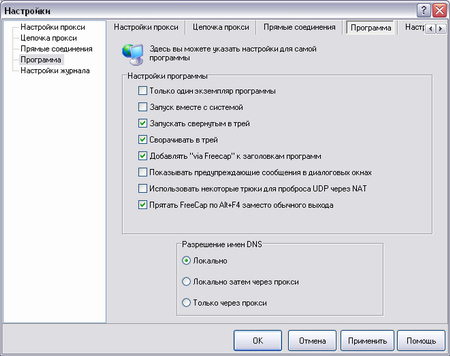 Настройки
Настройки прокси
Цепочка прокси
Прямые соединения
Программа
Настройки журнала
Настройки прокси
Цепочка прокси
Прямые соединения
Программа
Настр
Здесь вы можете указать настройки для самой
программы
Настройки программы
Только один экземпляр программы
Запуск вместе с системой
Запускать свернутым в трей
Сворачивать в трей
Добавлять "via Freecap" к заголовкам программ
Показывать предупреждающие сообщения в диалоговых окнах
Использовать некоторые трюки для проброса UDP через NAT
Прятать FreeCap по Alt+F4 заместо обычного выхода
Разрешение имен DNS
Локально
Локально затем через прокси
Только через прокси
OK
Отмена
Применить
Помощь